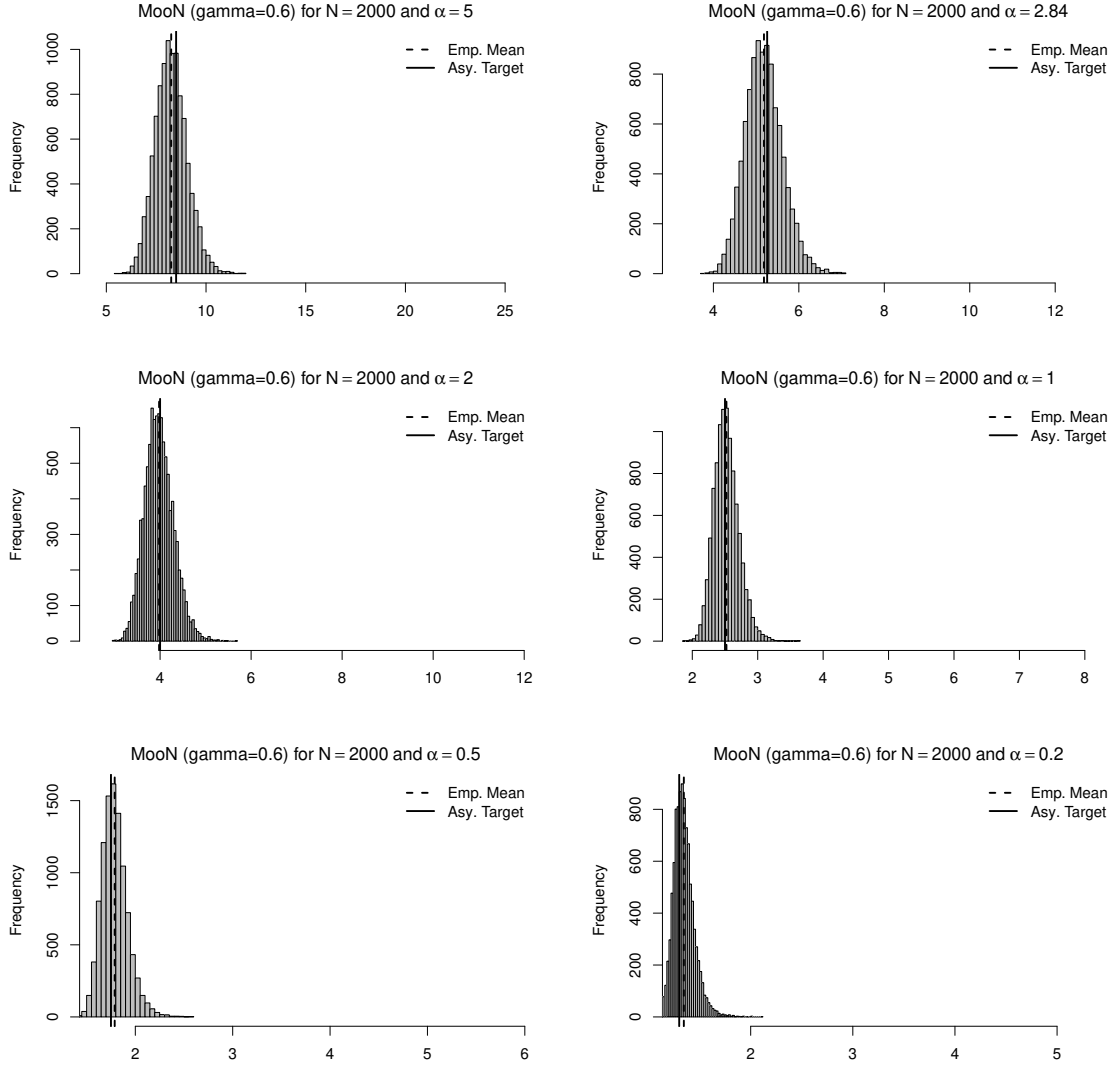 MooN (gamma=0.6) for N = 2000 and α = 5
Emp. Mean
Asy. Target
Frequency
0 200 400 600 800 1000
5 10 15 20 25
MooN (gamma=0.6) for N = 2000 and α = 2.84
Emp. Mean
Asy. Target
Frequency
0 200 400 600 800
4 6 8 10 12
MooN (gamma=0.6) for N = 2000 and α = 2
Emp. Mean
Asy. Target
Frequency
0 100 300 500
4 6 8 10 12
MooN (gamma=0.6) for N = 2000 and α = 1
Emp. Mean
Asy. Target
Frequency
0 200 400 600 800
2 3 4 5 6 7 8
MooN (gamma=0.6) for N = 2000 and α = 0.5
Emp. Mean
Asy. Target
Frequency
0 500 1000 1500
2 3 4 5 6
MooN (gamma=0.6) for N = 2000 and α = 0.2
Emp. Mean
Asy. Target
Frequency
0 200 400 600 800
2 3 4 5